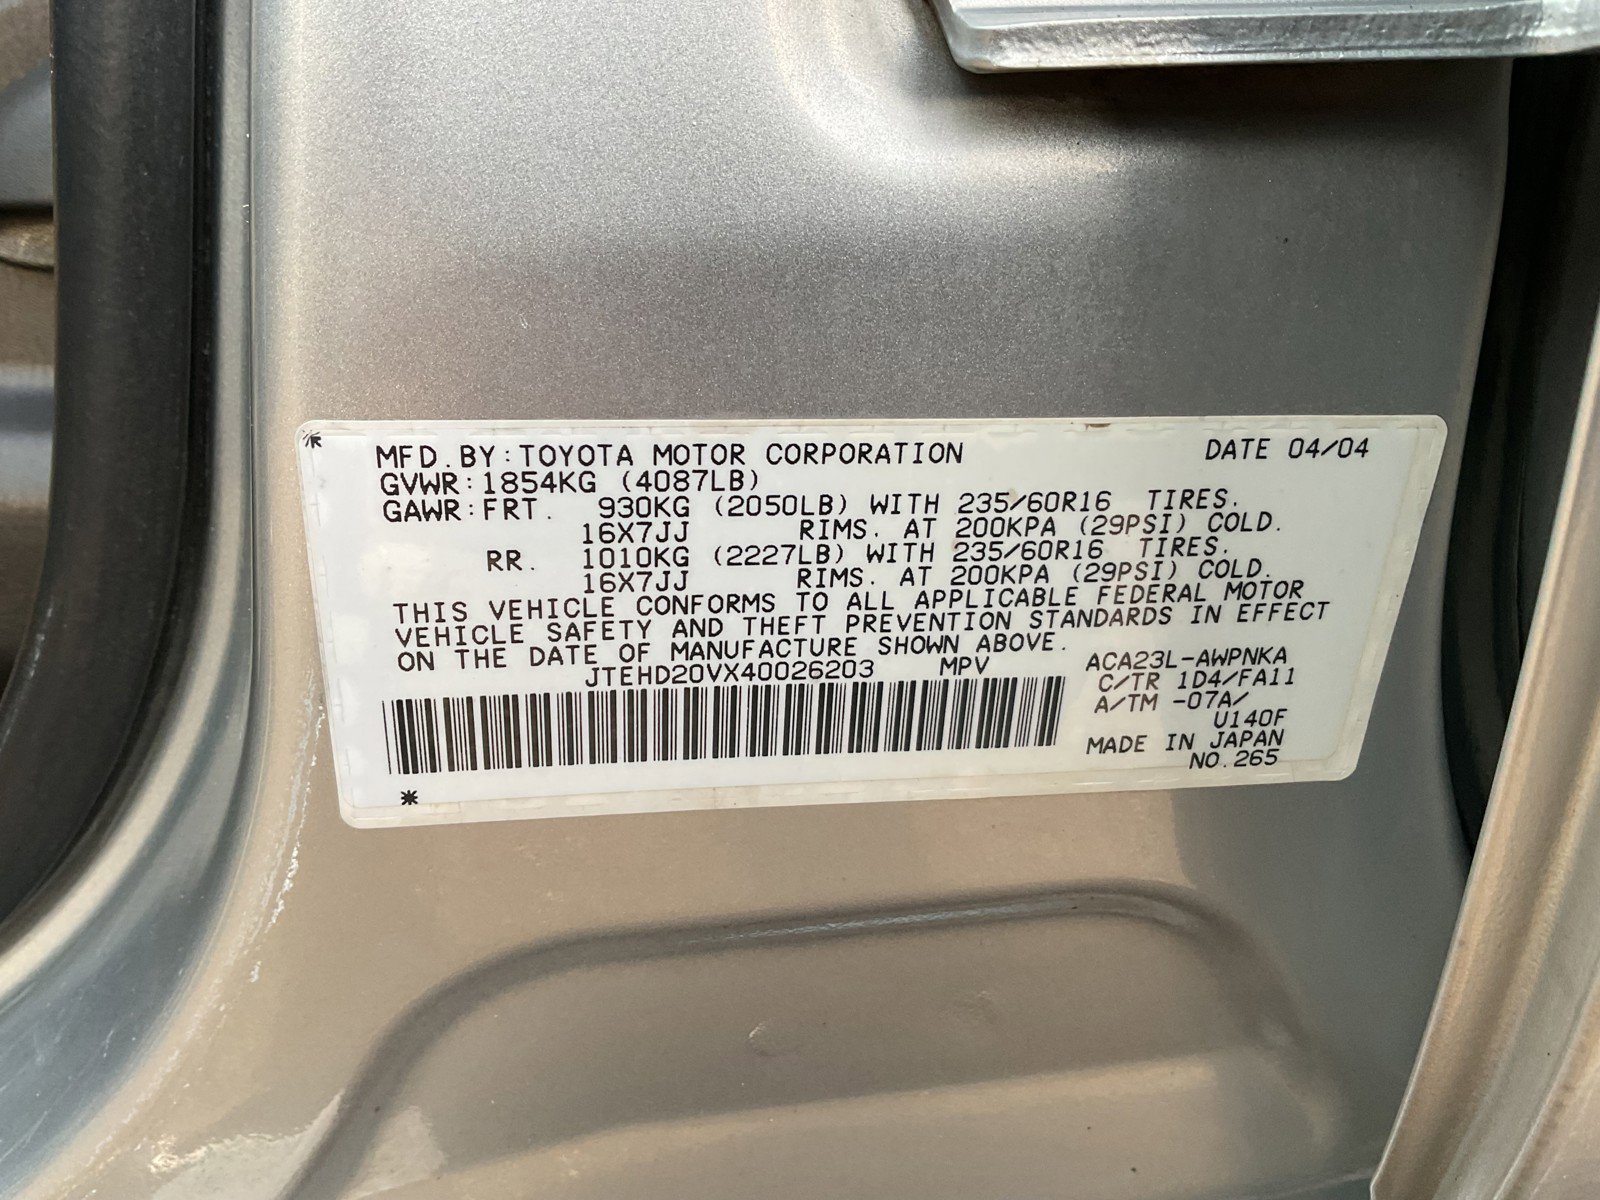 MFD. BY: TOYOTA MOTOR CORPORATION DATE 04/04
GVWR: 1854KG (4087LB)
GAWR: FRT. 930KG (2050LB) WITH 235/60R16 TIRES.
16X7JJ RIMS. AT 200KPA (29PSI) COLD.
RR. 1010KG (2227LB) WITH 235/60R16 TIRES.
16X7JJ RIMS. AT 200KPA (29PSI) COLD.
THIS VEHICLE CONFORMS TO ALL APPLICABLE FEDERAL MOTOR
VEHICLE SAFETY AND THEFT PREVENTION STANDARDS IN EFFECT
ON THE DATE OF MANUFACTURE SHOWN ABOVE.
JTEHD20VX40026203 MPV ACA23L-AWPNKA
C/TR 1D4/FA11
A/TM -07A/
U140F
MADE IN JAPAN
NO.265